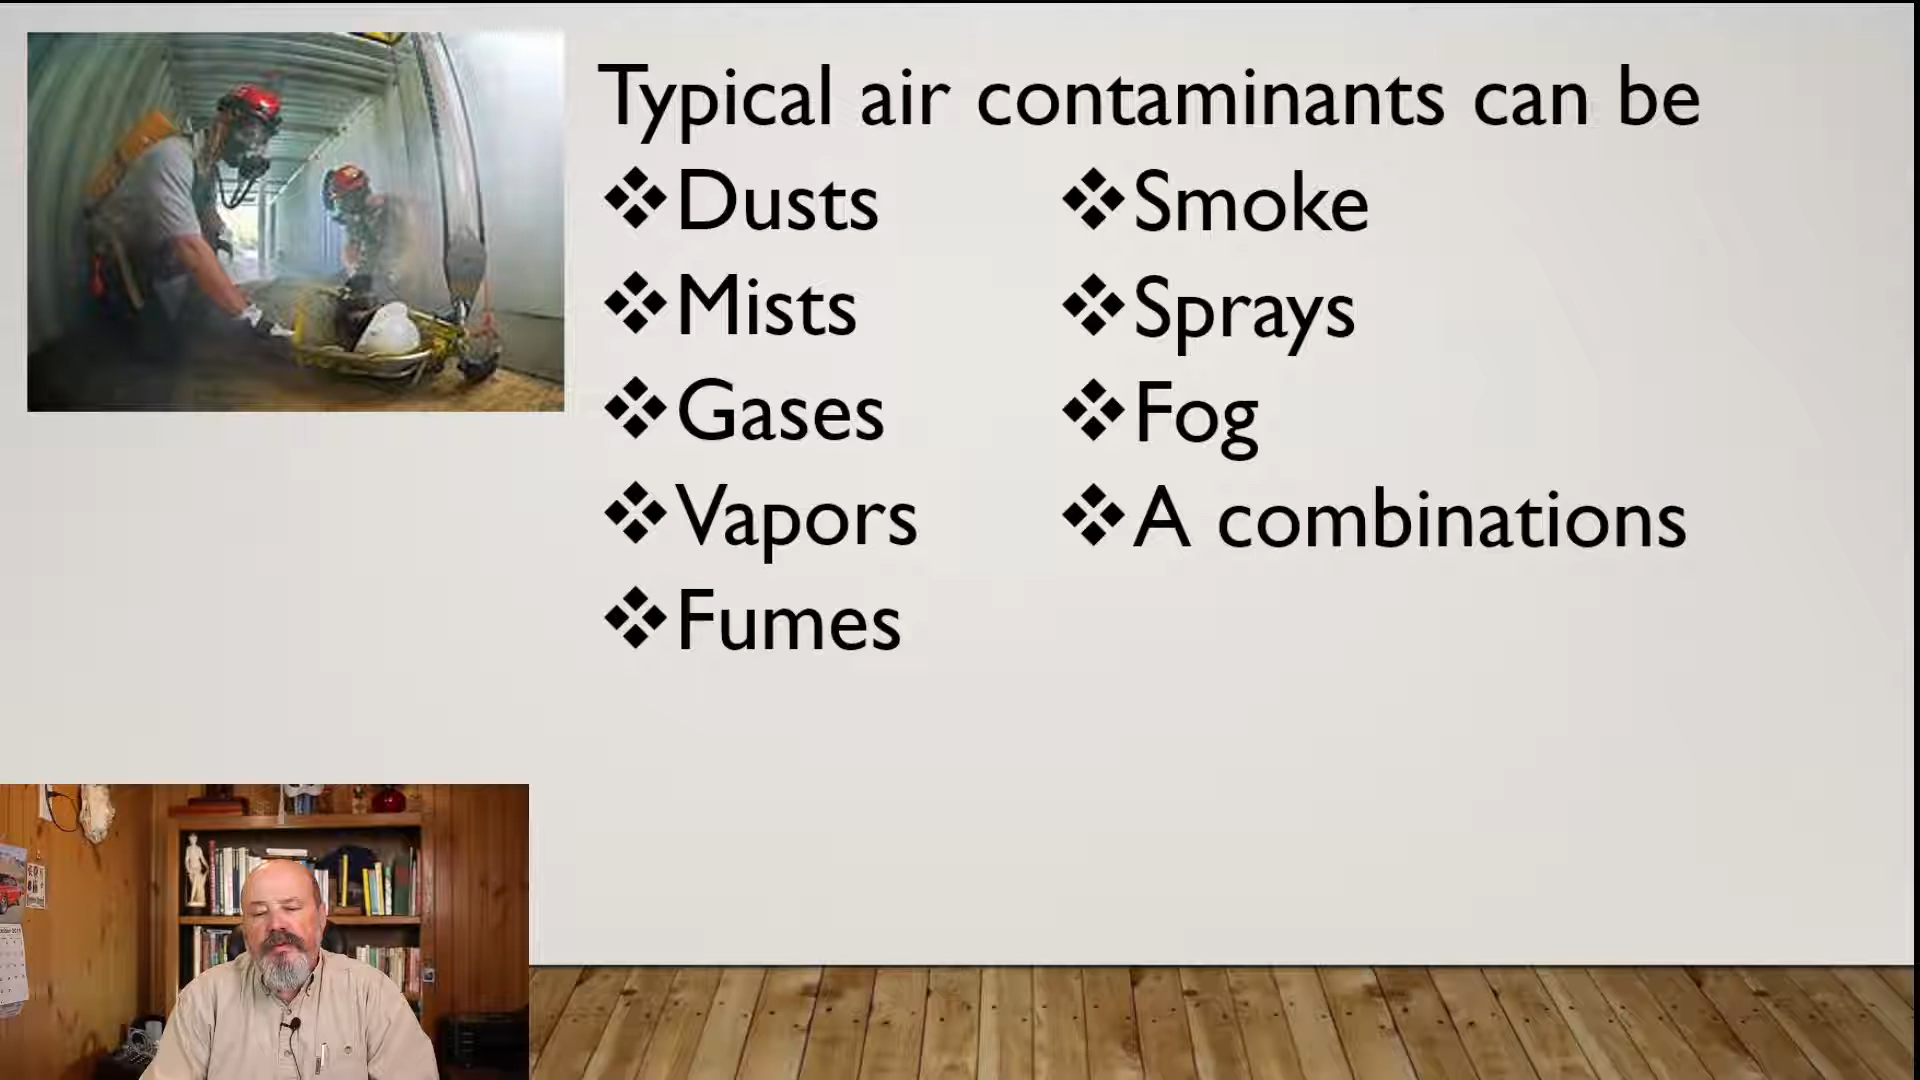 Typical air contaminants can be
❖Dusts
❖Mists
❖Gases
❖Vapors
❖Fumes
❖Smoke
❖Sprays
❖Fog
❖A combinations